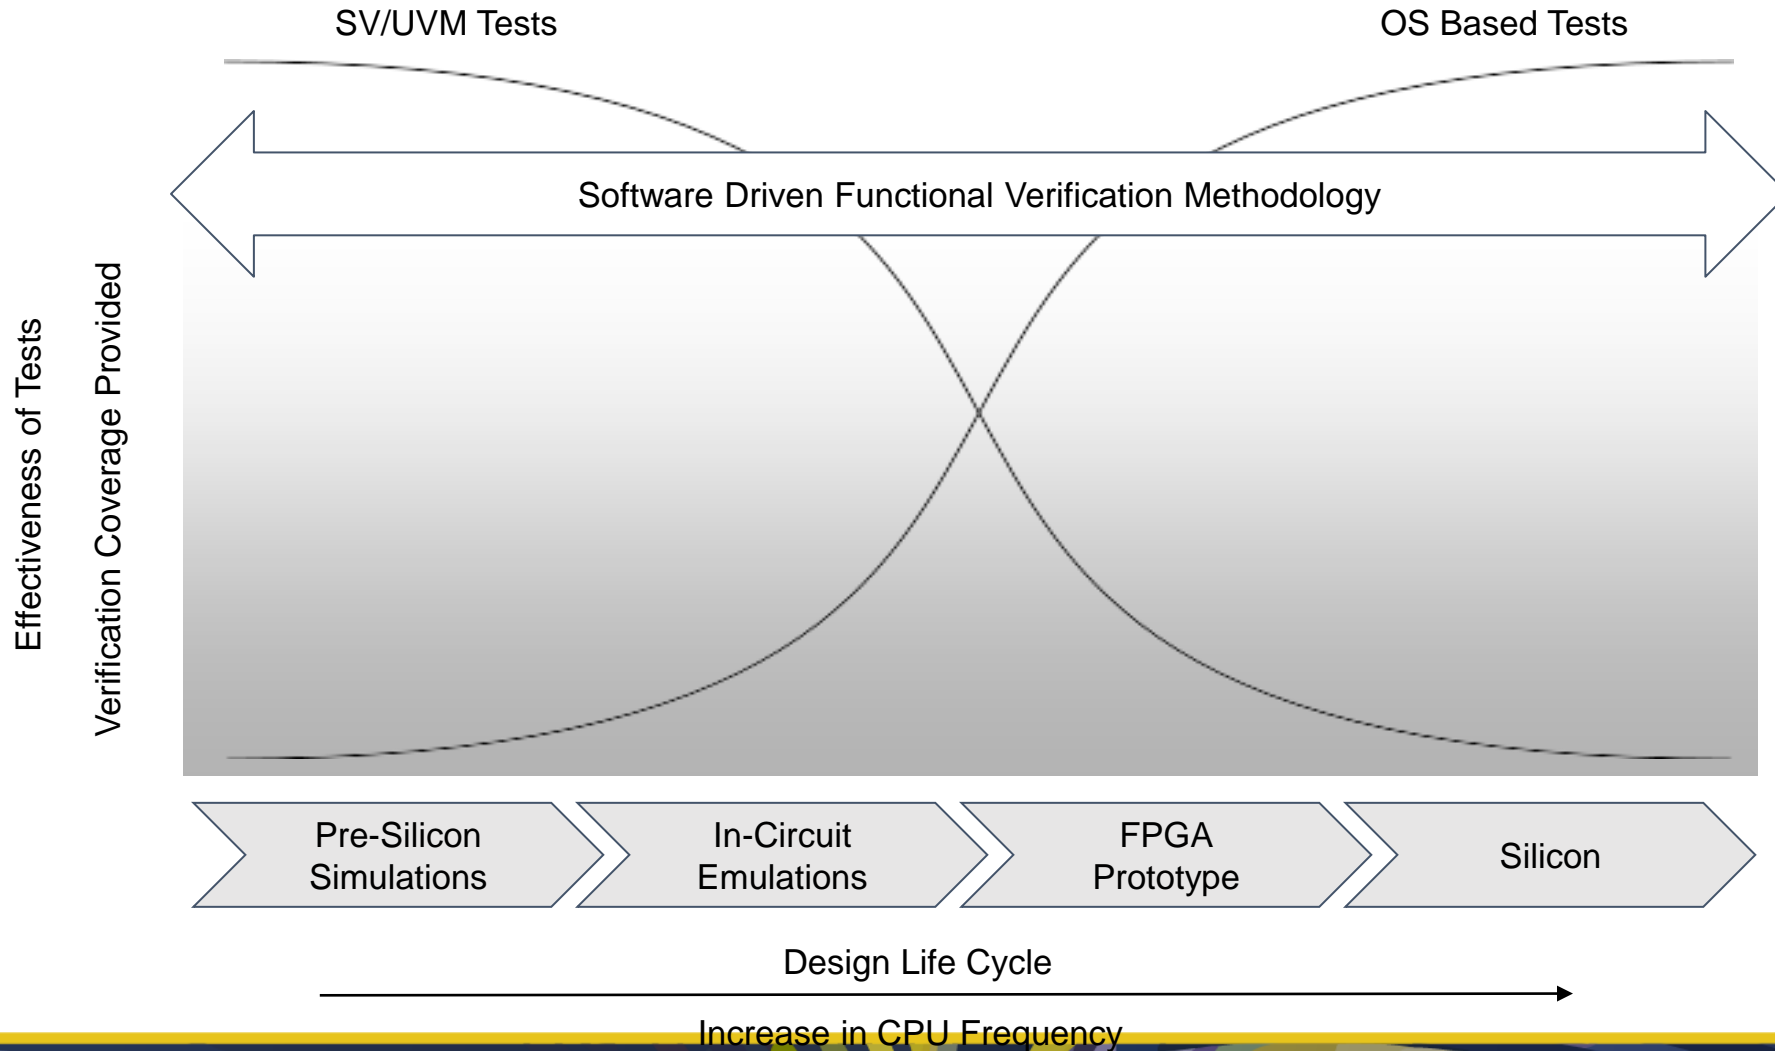 SV/UVM Tests
OS Based Tests
Software Driven Functional Verification Methodology
Effectiveness of Tests
Verification Coverage Provided
Pre-Silicon
Simulations
In-Circuit
Emulations
FPGA
Prototype
Silicon
Design Life Cycle
Increase in CPU Frequency